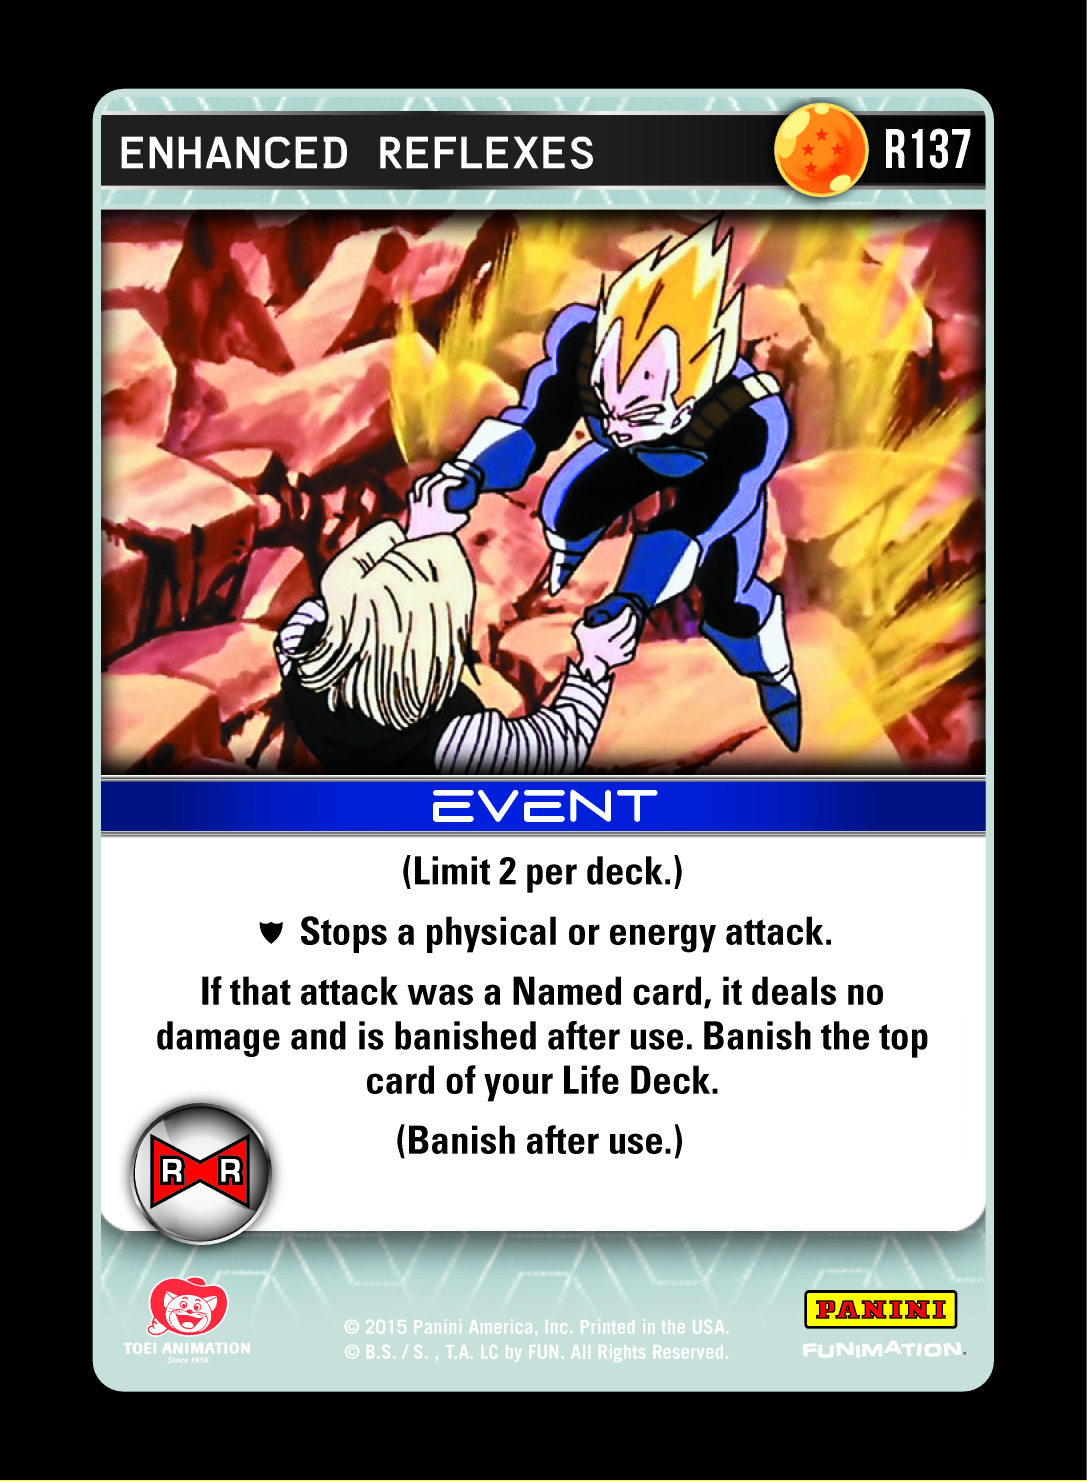 ENHANCED REFLEXES
R137
EVENT
(Limit 2 per deck.)
Stops a physical or energy attack.
If that attack was a Named card, it deals no
damage and is banished after use. Banish the top
card of your Life Deck.
(Banish after use.)
R R
TOEI ANIMATION
Since 1956
© 2015 Panini America, Inc. Printed in the USA.
© B.S. / S. , T.A. LC by FUN. All Rights Reserved.
PANINI
FUNIMATION.